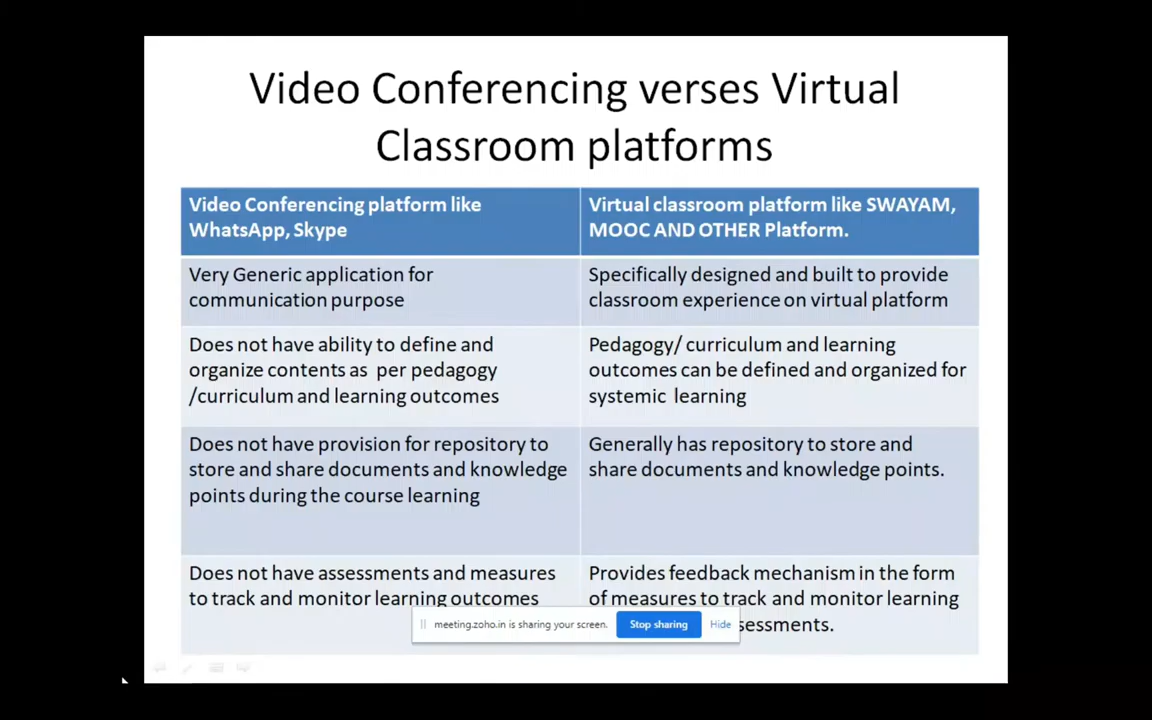 Video Conferencing verses Virtual
Classroom platforms
Video Conferencing platform like
WhatsApp, Skype
Virtual classroom platform like SWAYAM,
MOOC AND OTHER Platform.
Very Generic application for
communication purpose
Specifically designed and built to provide
classroom experience on virtual platform
Does not have ability to define and
organize contents as per pedagogy
/curriculum and learning outcomes
Pedagogy/ curriculum and learning
outcomes can be defined and organized for
systemic learning
Does not have provision for repository to
store and share documents and knowledge
points during the course learning
Generally has repository to store and
share documents and knowledge points.
Does not have assessments and measures
to track and monitor learning outcomes
Provides feedback mechanism in the form
of measures to track and monitor learning
sessments.
meeting.zoho.in is sharing your screen.
Stop sharing
Hide